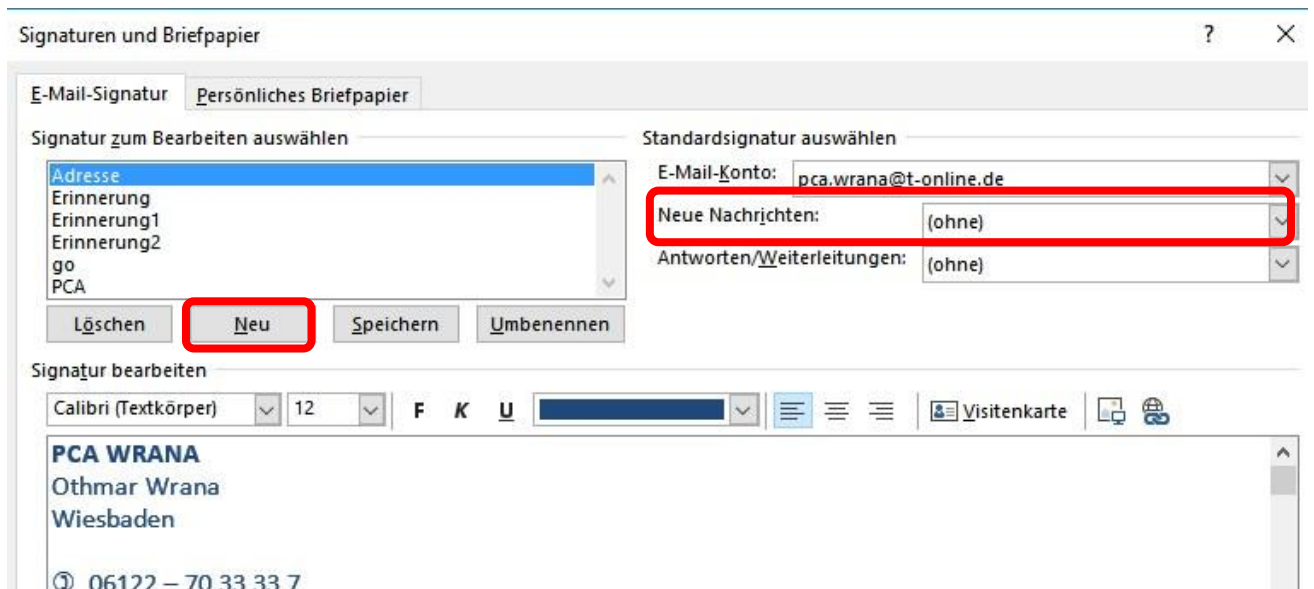 Signaturen und Briefpapier ? ×
E-Mail-Signatur Persönliches Briefpapier
Signatur zum Bearbeiten auswählen
Adresse
Erinnerung
Erinnerung1
Erinnerung2
go
PCA
Löschen Neu Speichern Umbenennen
Standardsignatur auswählen
E-Mail-Konto: pca.wrana@t-online.de
Neue Nachrichten: (ohne)
Antworten/Weiterleitungen: (ohne)
Signatur bearbeiten
Calibri (Textkörper) 12 F K U Visitenkarte
PCA WRANA
Othmar Wrana
Wiesbaden
✆ 06122 – 70 33 33 7